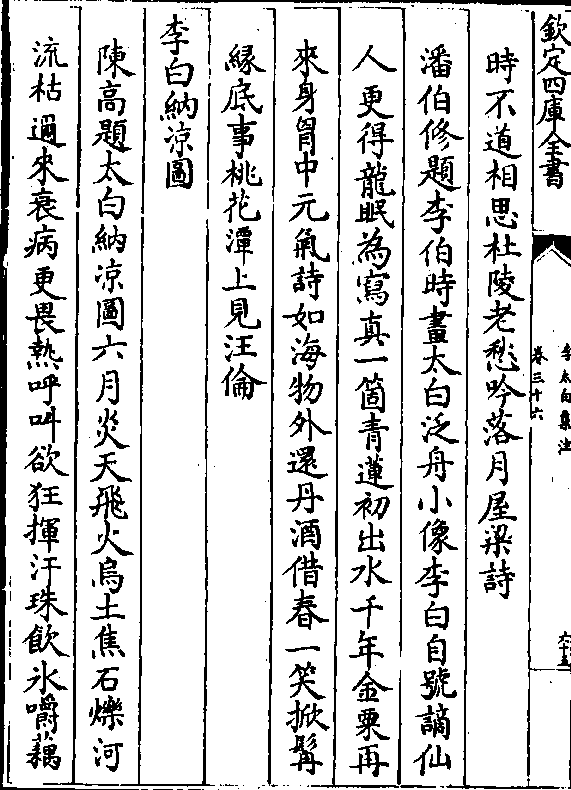 欽定四庫全書
李太白集注
卷三十六
六十五
時不道相思杜陵老愁吟落月屋梁詩
潘伯修題李伯時畫太白泛舟小像李白自號謫仙
人更得龍眠為寫真一箇青蓮初出水千年金粟再
來身胷中元氣詩如海物外還丹酒借春一笑掀髯
緣底事桃花潭上見汪倫
李白納凉圖
陳高題太白納凉圖六月炎天飛火烏土焦石爍河
流枯邇來衰病更畏熱呼叫欲狂揮汗珠飲氷嚼藕